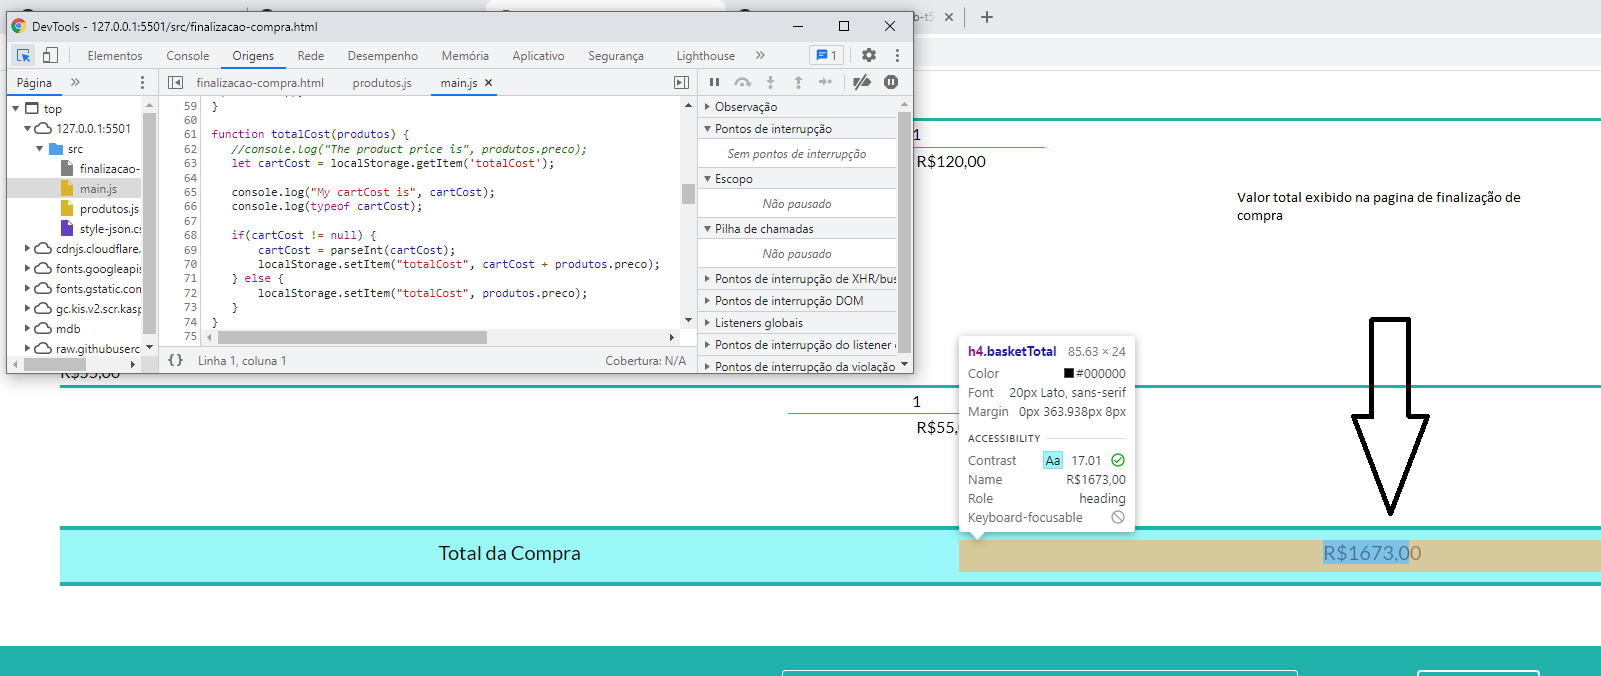 b-t5
DevTools - 127.0.0.1:5501/src/finalizacao-compra.html
Elementos Console Origens Rede Desempenho Memória Aplicativo Segurança Lighthouse » 1
Página »
finalizacao-compra.html produtos.js main.js
top
127.0.0.1:5501
src
finalizacao-
main.js
produtos.js
style-json.cs
cdnjs.cloudflare.
fonts.googleapis
fonts.gstatic.con
gc.kis.v2.scr.kasp
mdb
raw.githubuserc
59 }
60
61 function totalCost(produtos) {
62 //console.log("The product price is", produtos.preco);
63 let cartCost = localStorage.getItem('totalCost');
64
65 console.log("My cartCost is", cartCost);
66 console.log(typeof cartCost);
67
68 if(cartCost != null) {
69 cartCost = parseInt(cartCost);
70 localStorage.setItem("totalCost", cartCost + produtos.preco);
71 } else {
72 localStorage.setItem("totalCost", produtos.preco);
73 }
74 }
75
{} Linha 1, coluna 1 Cobertura: N/A
Observação
Pontos de interrupção
Sem pontos de interrupção
Escopo
Não pausado
Pilha de chamadas
Não pausado
Pontos de interrupção de XHR/bus
Pontos de interrupção DOM
Listeners globais
Pontos de interrupção do listener
Pontos de interrupção da violação
1
R$120,00
Valor total exibido na pagina de finalização de
compra
R$55,00
1
R$55,
h4.basketTotal 85.63 × 24
Color #000000
Font 20px Lato, sans-serif
Margin 0px 363.938px 8px
ACCESSIBILITY
Contrast Aa 17.01
Name R$1673,00
Role heading
Keyboard-focusable
Total da Compra R$1673,00